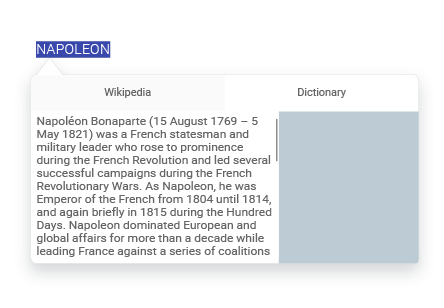 NAPOLEON
Wikipedia
Dictionary
Napoléon Bonaparte (15 August 1769 – 5
May 1821) was a French statesman and
military leader who rose to prominence
during the French Revolution and led several
successful campaigns during the French
Revolutionary Wars. As Napoleon, he was
Emperor of the French from 1804 until 1814,
and again briefly in 1815 during the Hundred
Days. Napoleon dominated European and
global affairs for more than a decade while
leading France against a series of coalitions